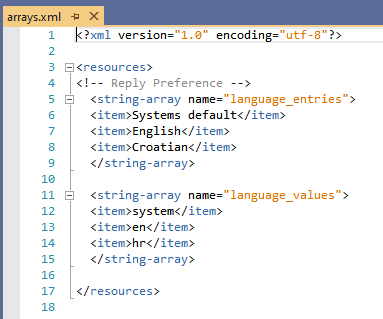 arrays.xml
1 <?xml version="1.0" encoding="utf-8"?>
2
3 <resources>
4 <!-- Reply Preference -->
5 <string-array name="language_entries">
6 <item>Systems default</item>
7 <item>English</item>
8 <item>Croatian</item>
9 </string-array>
10
11 <string-array name="language_values">
12 <item>system</item>
13 <item>en</item>
14 <item>hr</item>
15 </string-array>
16
17 </resources>
18